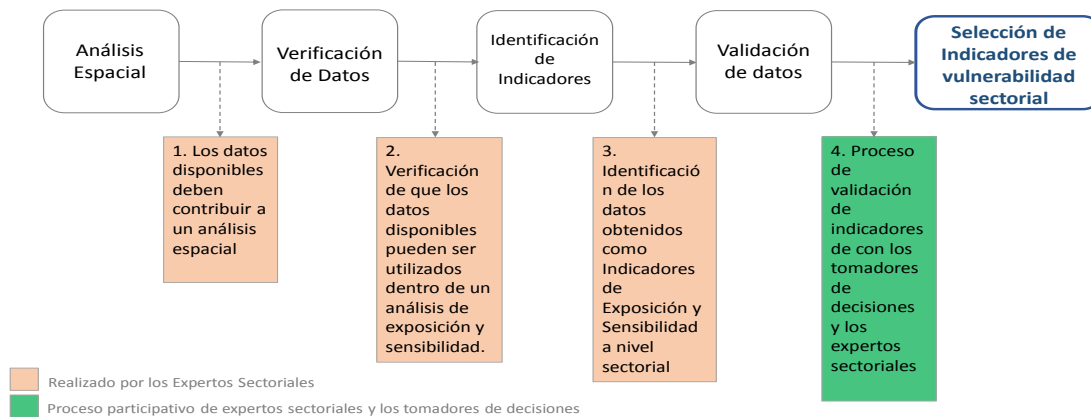 Análisis
Espacial
Verificación
de Datos
Identificación
de
Indicadores
Validación
de datos
Selección de
Indicadores de
vulnerabilidad
sectorial
1. Los datos
disponibles
deben
contribuir a
un análisis
espacial
2.
Verificación
de que los
datos
disponibles
pueden ser
utilizados
dentro de un
análisis de
exposición y
sensibilidad.
3.
Identificació
n de los
datos
obtenidos
como
Indicadores
de
Exposición y
Sensibilidad
a nivel
sectorial
4. Proceso
de
validación
de
indicadores
de con los
tomadores
de
decisiones
y los
expertos
sectoriales
Realizado por los Expertos Sectoriales
Proceso participativo de expertos sectoriales y los tomadores de decisiones